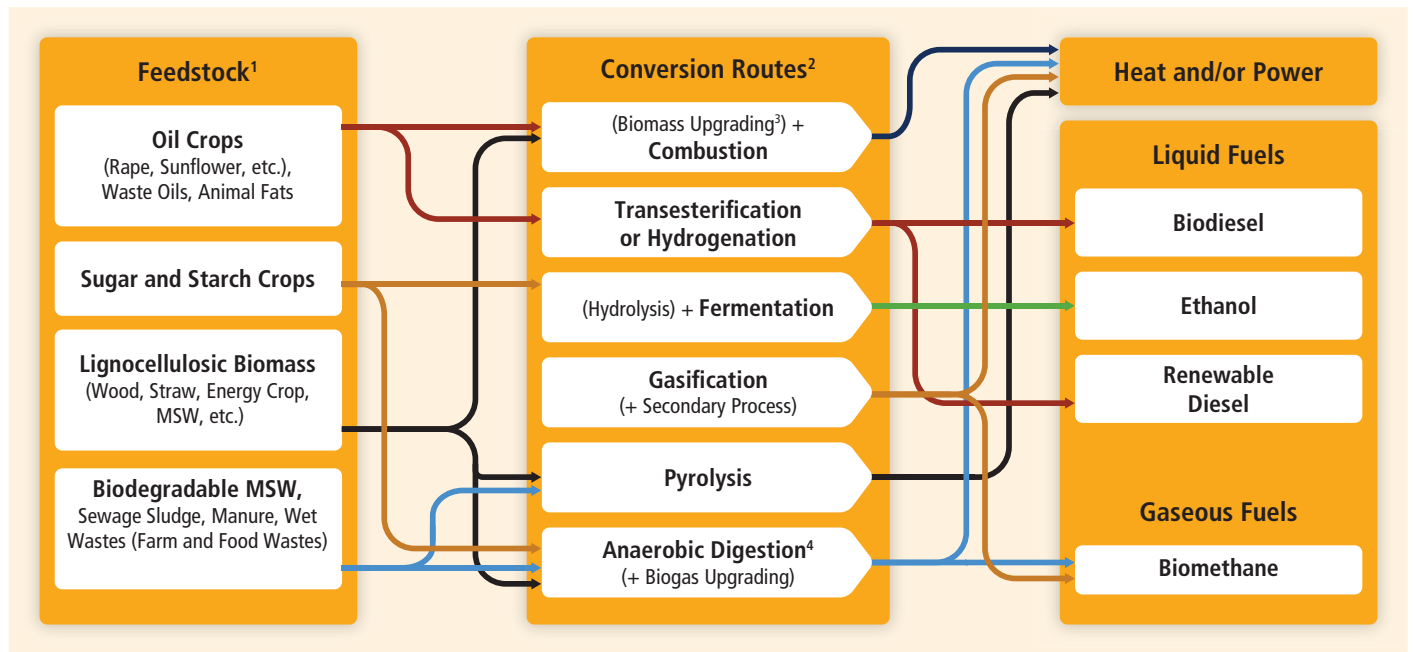 Feedstock¹
Oil Crops
(Rape, Sunflower, etc.),
Waste Oils, Animal Fats
Sugar and Starch Crops
Lignocellulosic Biomass
(Wood, Straw, Energy Crop,
MSW, etc.)
Biodegradable MSW,
Sewage Sludge, Manure, Wet
Wastes (Farm and Food Wastes)
Conversion Routes²
(Biomass Upgrading³) +
Combustion
Transesterification
or Hydrogenation
(Hydrolysis) + Fermentation
Gasification
(+ Secondary Process)
Pyrolysis
Anaerobic Digestion⁴
(+ Biogas Upgrading)
Heat and/or Power
Liquid Fuels
Biodiesel
Ethanol
Renewable
Diesel
Gaseous Fuels
Biomethane